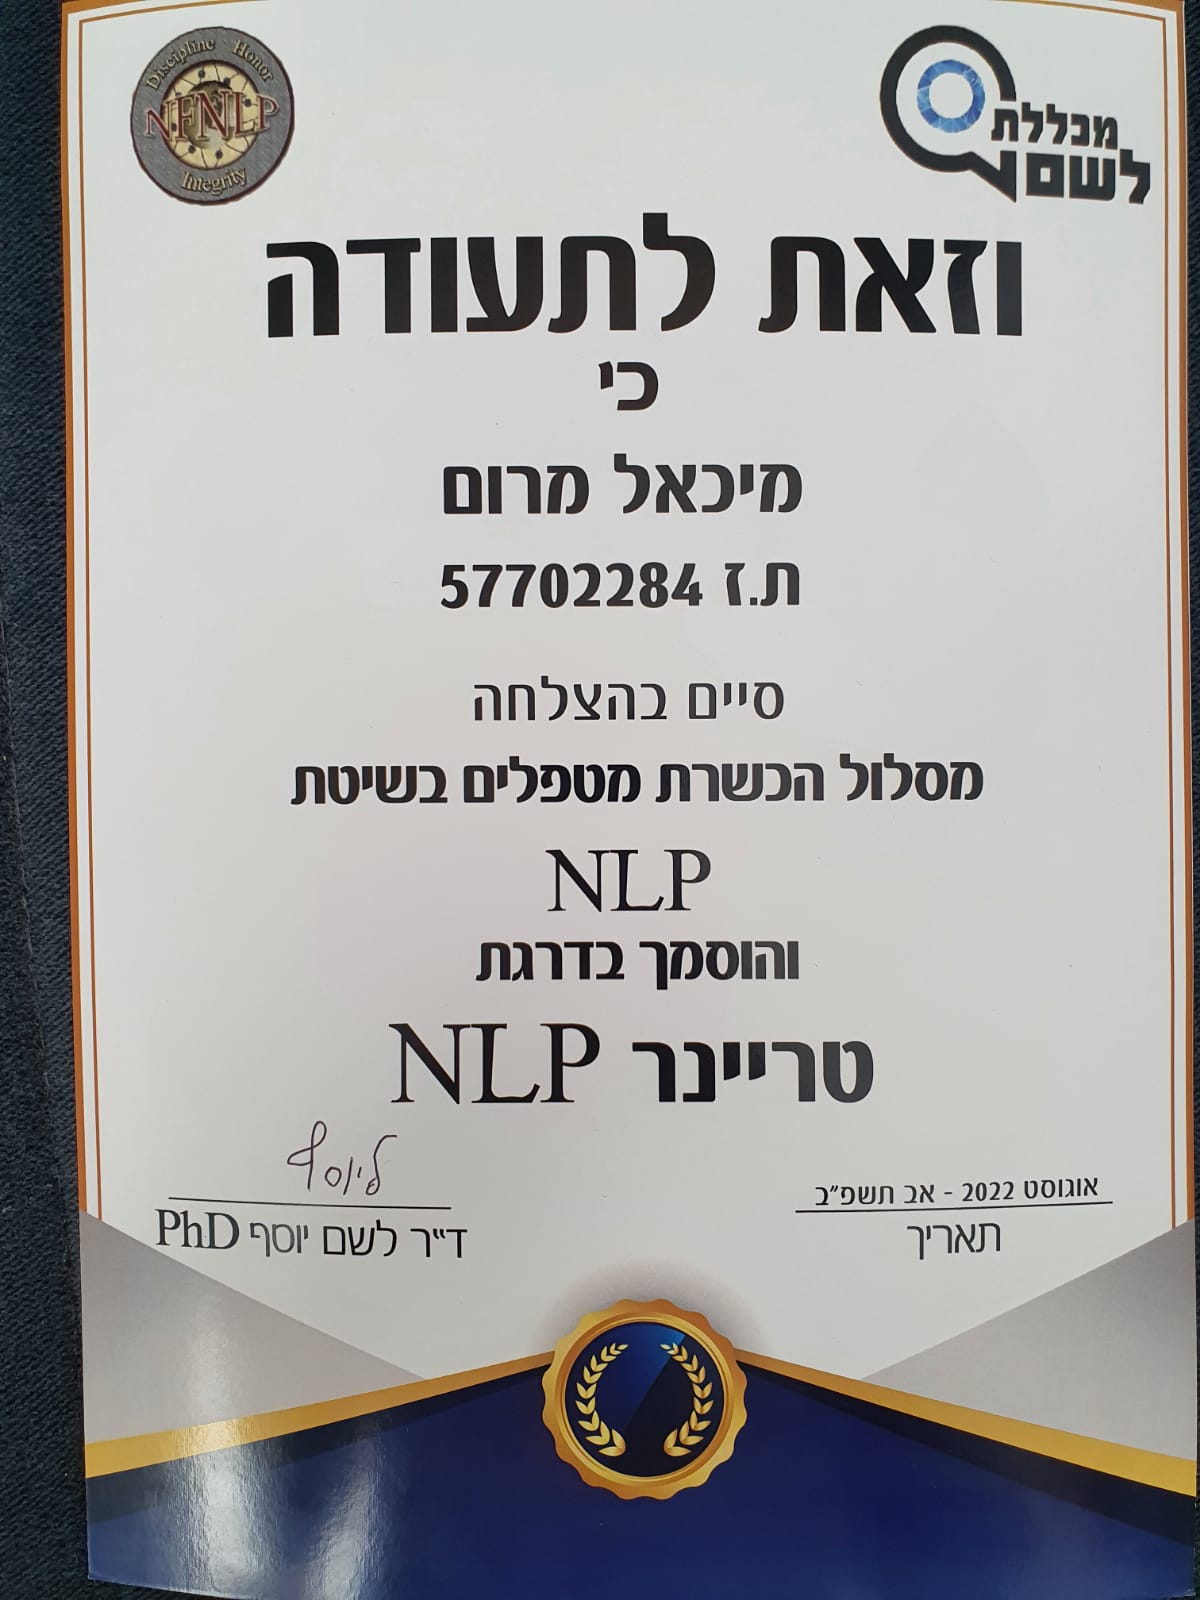 Discipline Honor
NFNLP
Integrity
מכללת
לשם
וזאת לתעודה
כי
מיכאל מרום
ת.ז 57702284
סיים בהצלחה
מסלול הכשרת מטפלים בשיטת
NLP
והוסמך בדרגת
טריינר NLP
אוגוסט 2022 - אב תשפ״ב
תאריך
ל יוסף
ד״ר לשם יוסף PhD